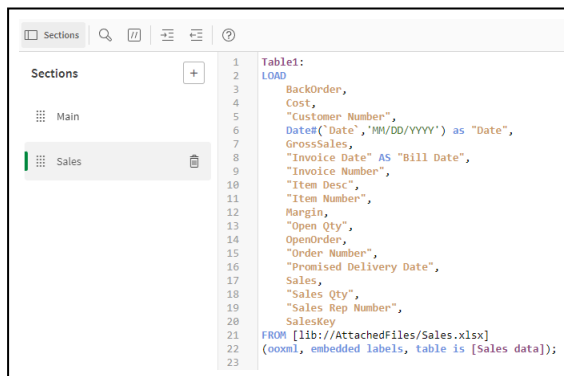 Sections
Sections
Main
Sales
1 Table1:
2 LOAD
3     BackOrder,
4     Cost,
5     "Customer Number",
6     Date#(`Date`,'MM/DD/YYYY') as "Date",
7     GrossSales,
8     "Invoice Date" AS "Bill Date",
9     "Invoice Number",
10     "Item Desc",
11     "Item Number",
12     Margin,
13     "Open Qty",
14     OpenOrder,
15     "Order Number",
16     "Promised Delivery Date",
17     Sales,
18     "Sales Qty",
19     "Sales Rep Number",
20     SalesKey
21 FROM [lib://AttachedFiles/Sales.xlsx]
22 (ooxml, embedded labels, table is [Sales data]);
23